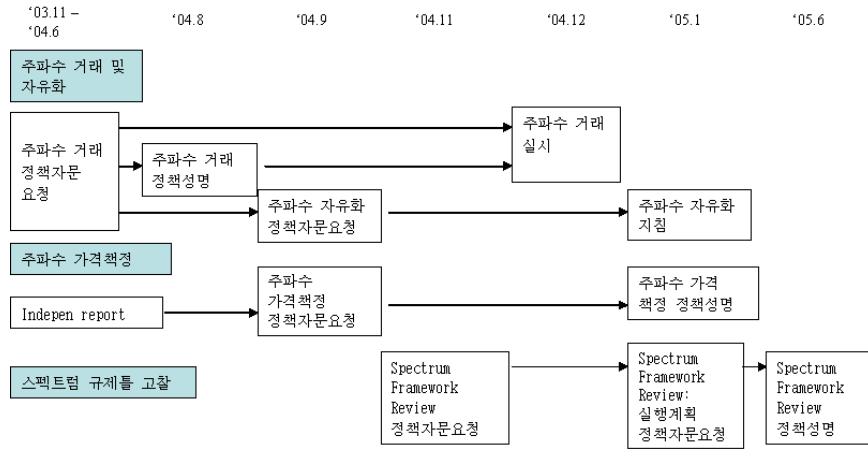 ‘03.11 –
‘04.6
‘04.8
‘04.9
‘04.11
‘04.12
‘05.1
‘05.6
주파수 거래 및
자유화
주파수 거래
정책자문
요청
주파수 거래
정책성명
주파수 거래
실시
주파수 자유화
정책자문요청
주파수 자유화
지침
주파수 가격책정
Indepen report
주파수
가격책정
정책자문요청
주파수 가격
책정 정책성명
스펙트럼 규제틀 고찰
Spectrum
Framework
Review
정책자문요청
Spectrum
Framework
Review:
실행계획
정책자문요청
Spectrum
Framework
Review
정책성명